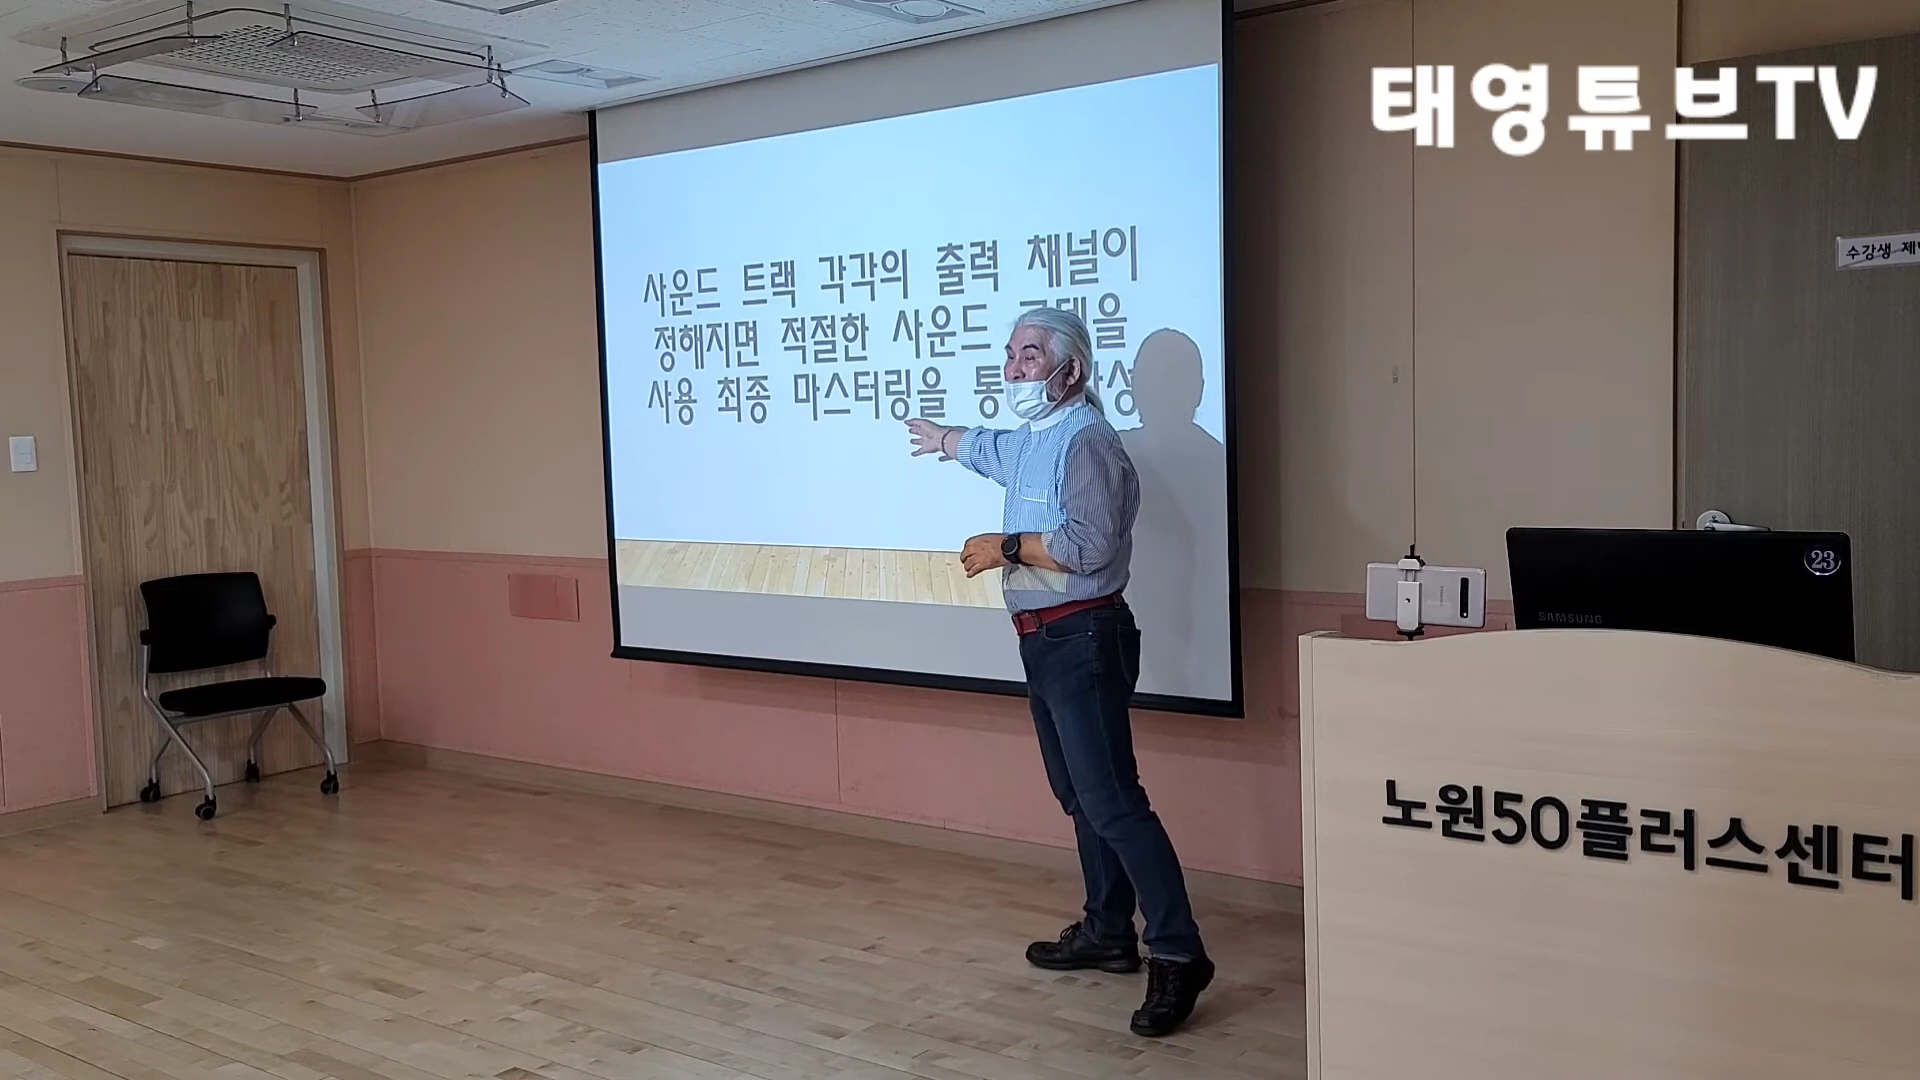 태영튜브TV
수강생
사운드 트랙 각각의 출력 채널이
정해지면 적절한 사운드
사용 최종 마스터링을
SAMSUNG
23
노원50플러스센터